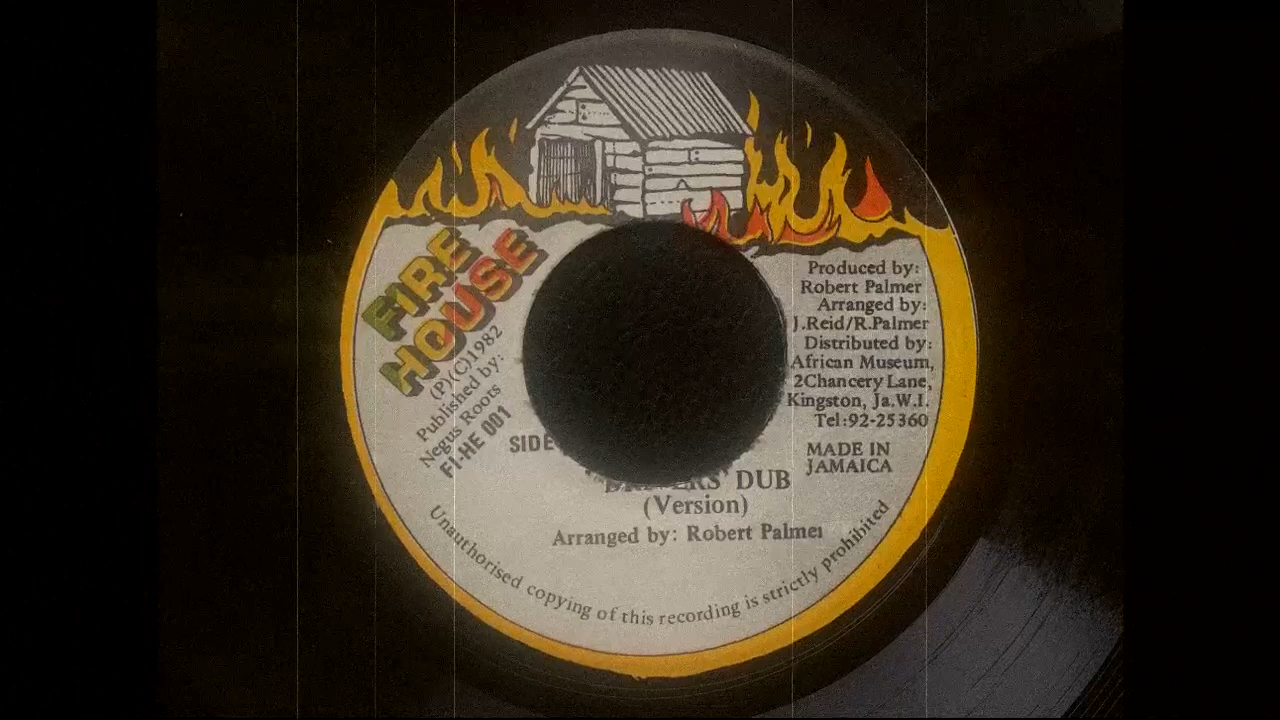 FIRE
HOUSE
(P)(C)1982
Published by:
Negus Roots
FI-HE 001
SIDE
Produced by:
Robert Palmer
Arranged by:
J.Reid/R.Palmer
Distributed by:
African Museum,
2Chancery Lane,
Kingston, Ja.W.I.
Tel:92-25360
MADE IN
JAMAICA
DUB
(Version)
Arranged by: Robert Palmer
Unauthorised copying of this recording is strictly prohibited